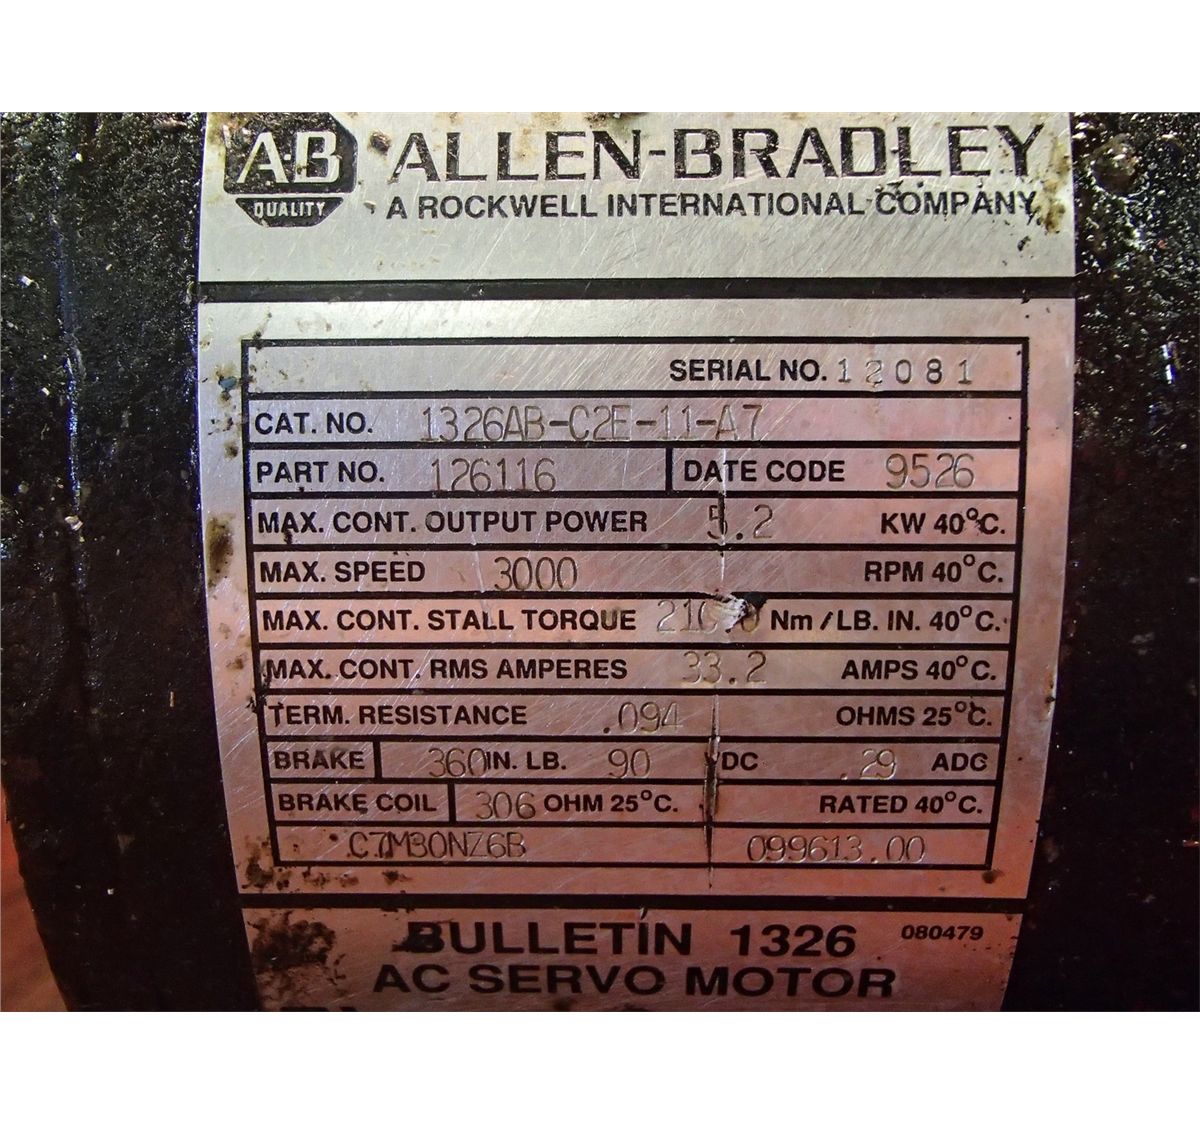 A-B ALLEN-BRADLEY
QUALITY A ROCKWELL INTERNATIONAL COMPANY
SERIAL NO. 12081
CAT. NO. 1326AB-C2E-11-A7
PART NO. 126116 DATE CODE 9526
MAX. CONT. OUTPUT POWER 5.2 KW 40°C.
MAX. SPEED 3000 RPM 40°C.
MAX. CONT. STALL TORQUE Nm/LB. IN. 40°C.
MAX. CONT. RMS AMPERES 33.2 AMPS 40°C.
TERM. RESISTANCE .094 OHMS 25°C.
BRAKE 360 IN. LB. 90 VDC .29 ADC
BRAKE COIL 306 OHM 25°C. RATED 40°C.
C7M30NZ6B 099613.00
BULLETIN 1326 080479
AC SERVO MOTOR